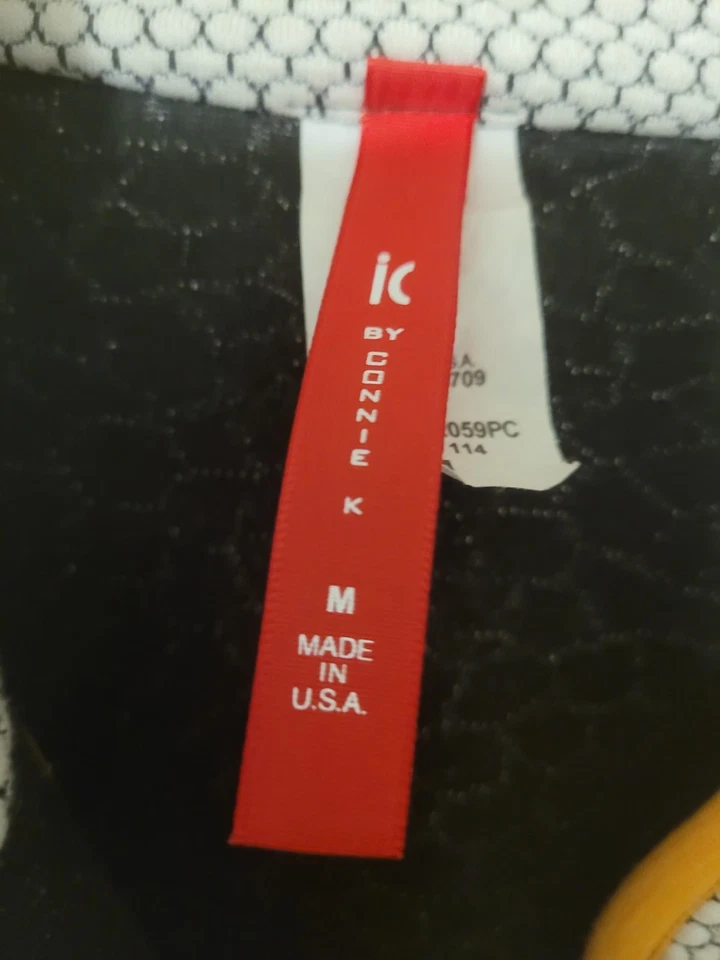 ic
BY
CONNIE
K
M
MADE
IN
U.S.A.
.A.
709
059PC
114